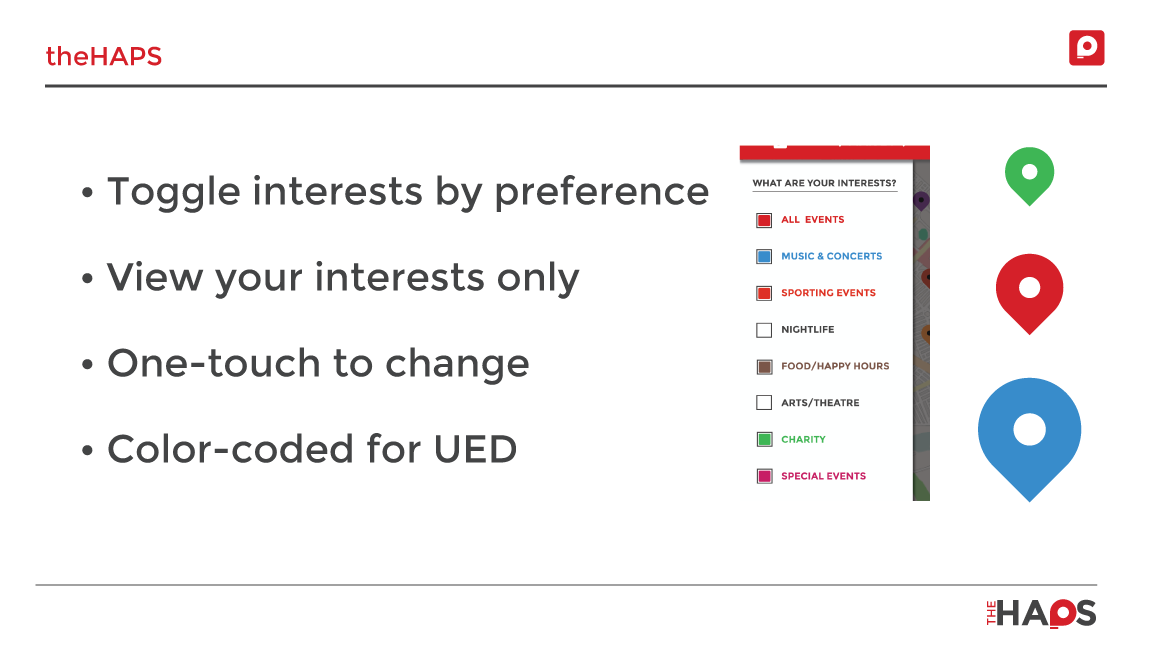 theHAPS
• Toggle interests by preference
• View your interests only
• One-touch to change
• Color-coded for UED
WHAT ARE YOUR INTERESTS?
ALL EVENTS
MUSIC & CONCERTS
SPORTING EVENTS
NIGHTLIFE
FOOD/HAPPY HOURS
ARTS/THEATRE
CHARITY
SPECIAL EVENTS
THE HAPS